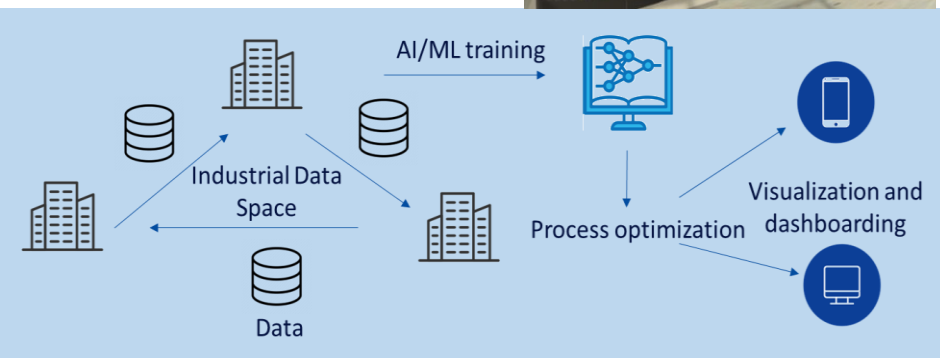 AI/ML training
Industrial Data
Space
Visualization and
dashboarding
Process optimization
Data